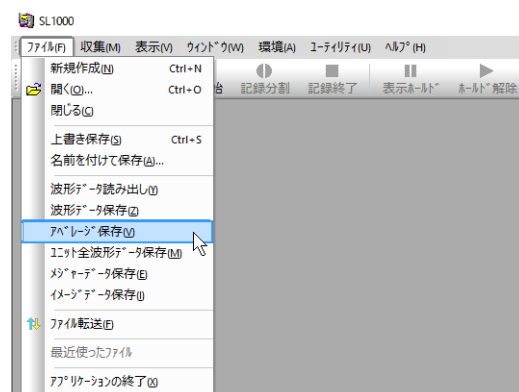 SL1000
ﾌｧｲﾙ(F) 収集(M) 表示(V) ｳｨﾝﾄﾞｳ(W) 環境(A) ﾕｰﾃｨﾘﾃｨ(U) ﾍﾙﾌﾟ(H)
始 記録分割 記録終了 表示ﾎｰﾙﾄﾞ ﾎｰﾙﾄﾞ解除
新規作成(N) Ctrl+N
開く(O)... Ctrl+O
閉じる(C)
上書き保存(S) Ctrl+S
名前を付けて保存(A)...
波形ﾃﾞｰﾀ読み出し(Y)
波形ﾃﾞｰﾀ保存(Z)
ｱﾍﾞﾚｰｼﾞ保存(V)
ﾕﾆｯﾄ全波形ﾃﾞｰﾀ保存(M)
ﾒｼﾞｬｰﾃﾞｰﾀ保存(E)
ｲﾒｰｼﾞﾃﾞｰﾀ保存(I)
ﾌｧｲﾙ転送(F)
最近使ったﾌｧｲﾙ
ｱﾌﾟﾘｹｰｼｮﾝの終了(X)